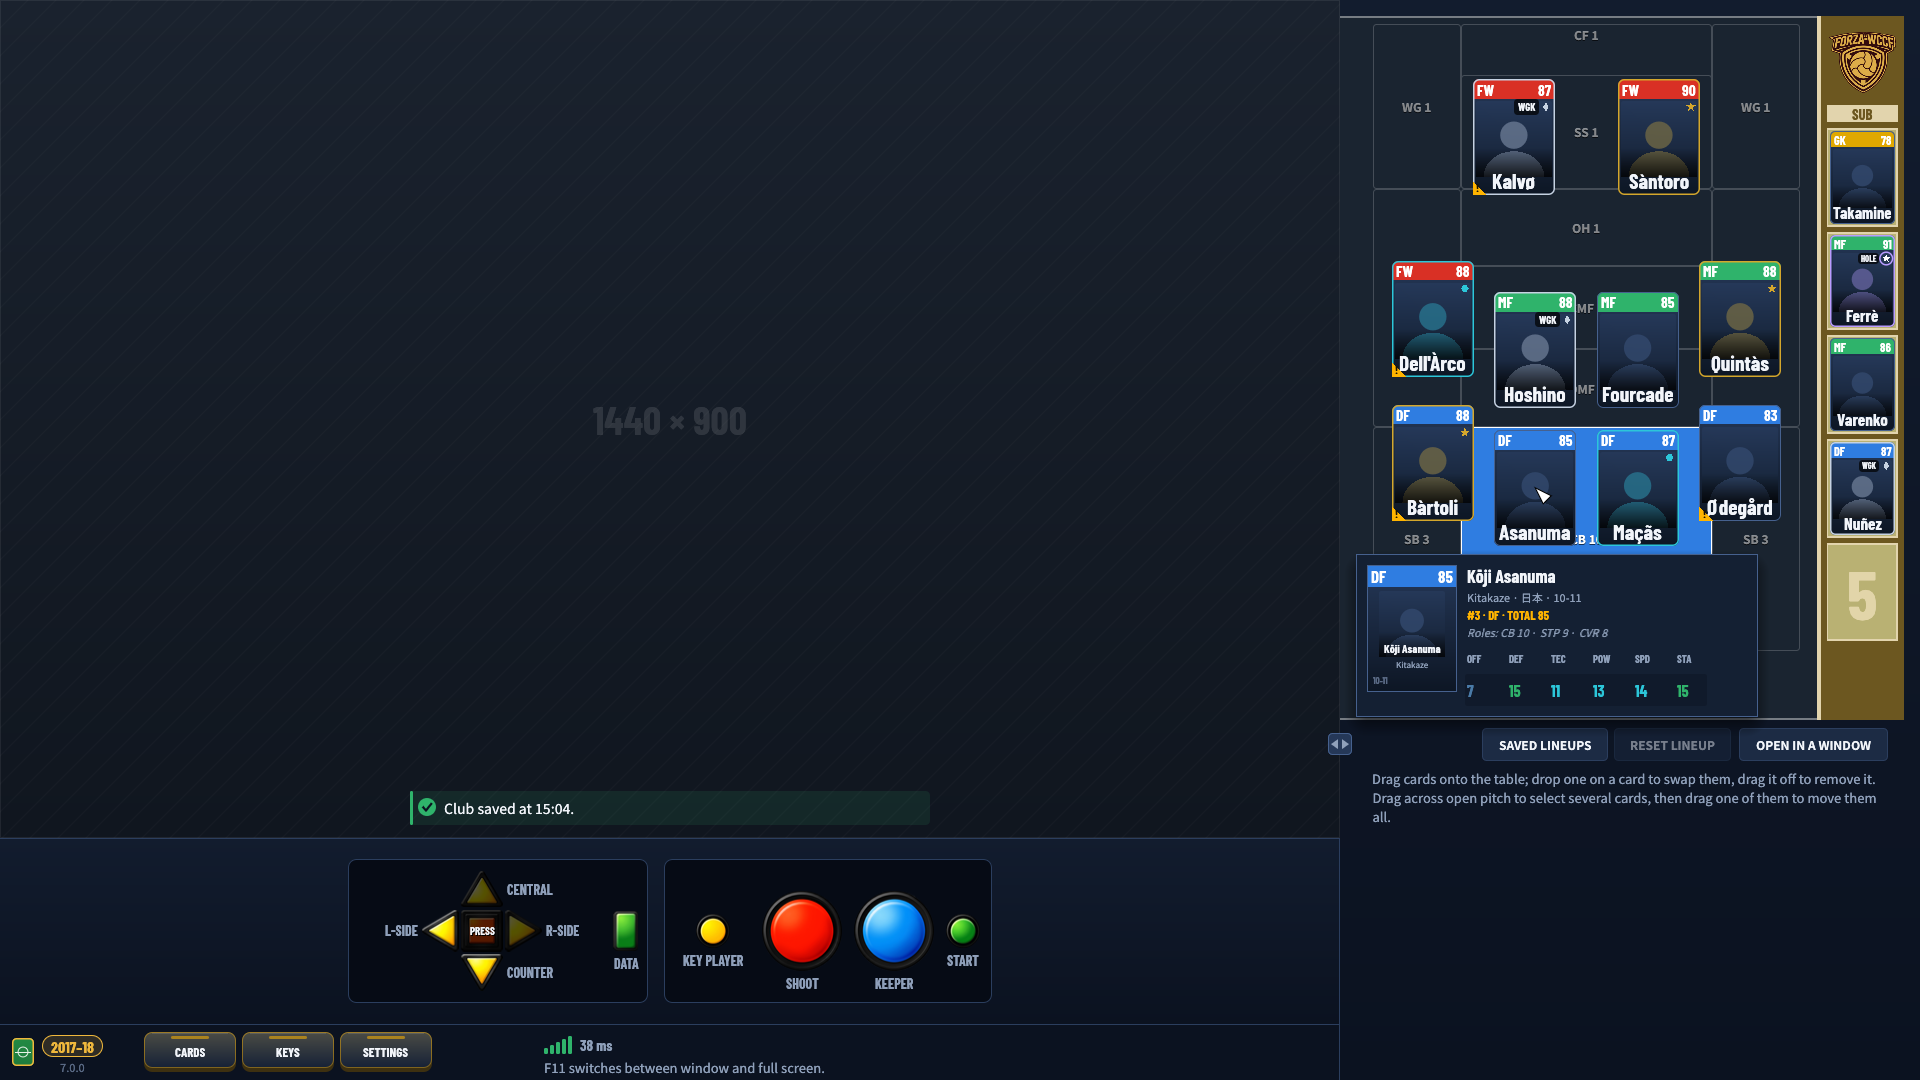 1440 × 900
Club saved at 15:04.
CENTRAL
L-SIDE
PRESS
R-SIDE
COUNTER
DATA
KEY PLAYER
SHOOT
KEEPER
START
2017-18
7.0.0
CARDS
KEYS
SETTINGS
38 ms
F11 switches between window and full screen.
CF 1
WG 1
SS 1
WG 1
FW 87
WGK
Kalvø
FW 90
Sàntoro
OH 1
FW 88
Dell'Àrco
MF 88
WGK
Hoshino
MF
MF 85
Fourcade
MF 88
Quintàs
MF
DF 88
Bàrtoli
DF 85
Asanuma
DF 87
Maçãs
DF 83
Ødegård
SB 3
SB 3
DF 85
Kōji Asanuma
Kitakaze
10-11
Kōji Asanuma
Kitakaze · 日本 · 10-11
#3 · DF · TOTAL 85
Roles: CB 10 · STP 9 · CVR 8
OFF DEF TEC POW SPD STA
7 15 11 13 14 15
FORZA-WCCF
SUB
GK 78
Takamine
MF 91
HOLE
Ferrè
MF 86
Varenko
DF 87
WGK
Nuñez
5
SAVED LINEUPS
RESET LINEUP
OPEN IN A WINDOW
Drag cards onto the table; drop one on a card to swap them, drag it off to remove it.
Drag across open pitch to select several cards, then drag one of them to move them
all.